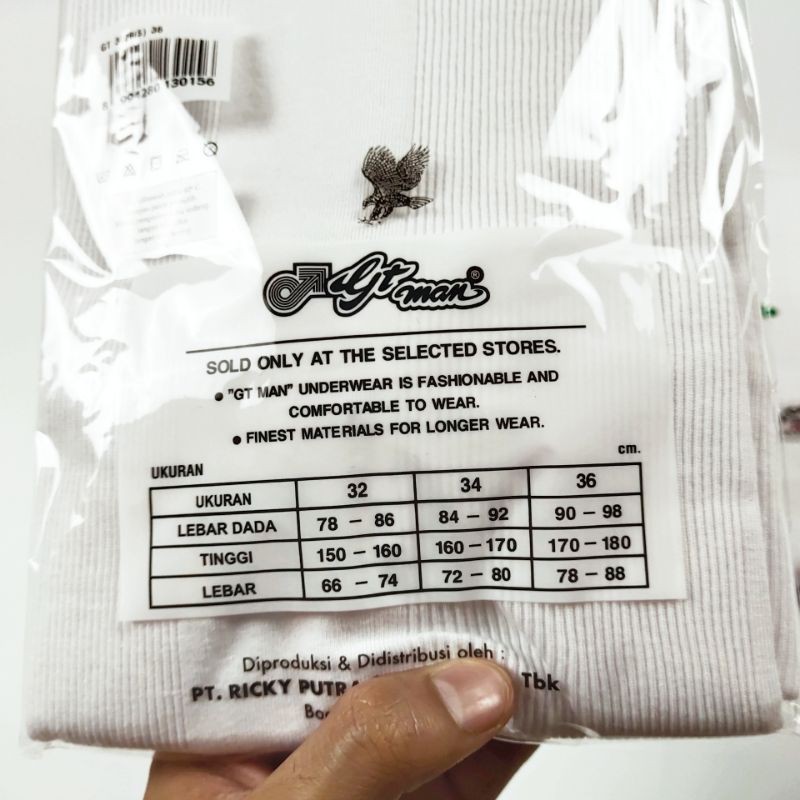 36
Gt man ®
SOLD ONLY AT THE SELECTED STORES.
• "GT MAN" UNDERWEAR IS FASHIONABLE AND
COMFORTABLE TO WEAR.
• FINEST MATERIALS FOR LONGER WEAR.
UKURAN cm.
UKURAN 32 34 36
LEBAR DADA 78 – 86 84 – 92 90 – 98
TINGGI 150 – 160 160 – 170 170 – 180
LEBAR 66 – 74 72 – 80 78 – 88
Diproduksi & Didistribusi oleh :
PT. RICKY PUTRA Tbk